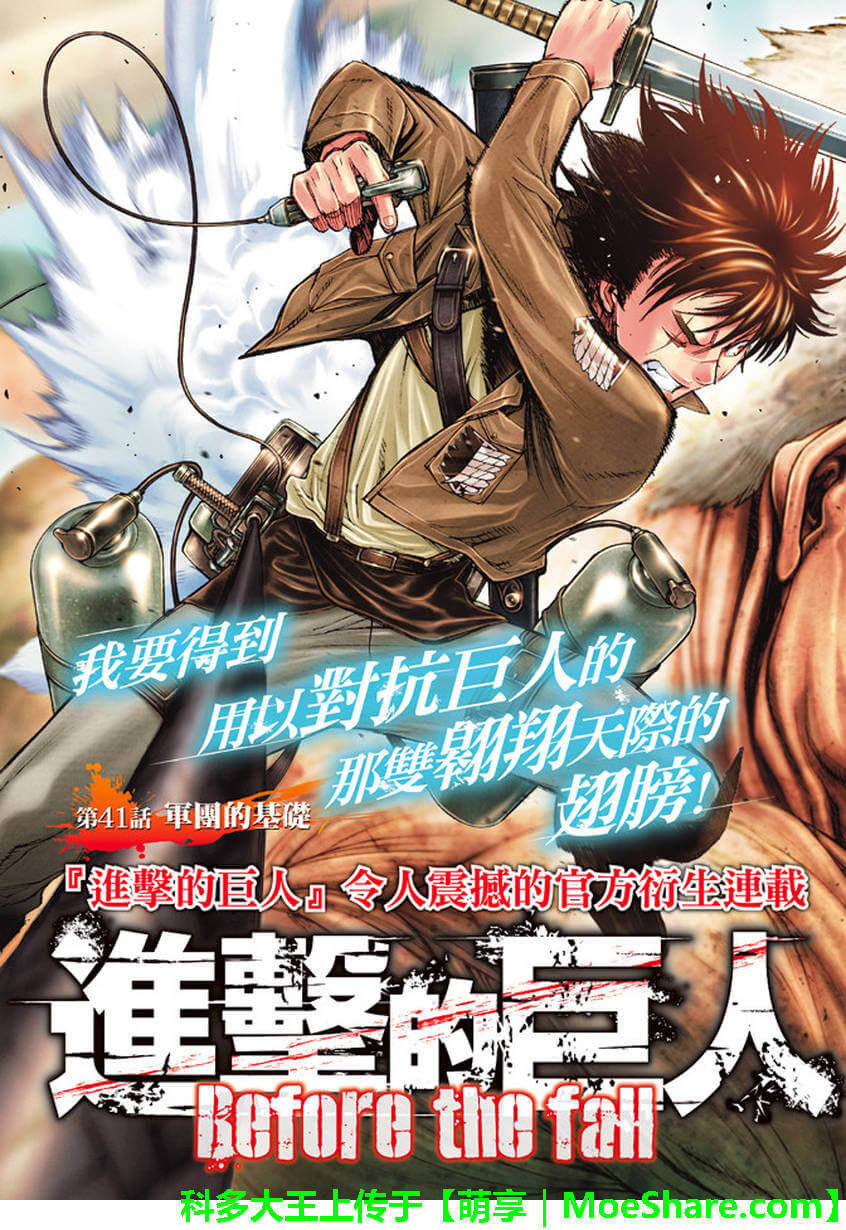 我要得到
用以對抗巨人的
那雙翱翔天際的
翅膀!
第41話 軍團的基礎
『進擊的巨人』令人震撼的官方衍生連載
進擊的巨人
Before the fall
科多大王上传于【萌享｜MoeShare.com】